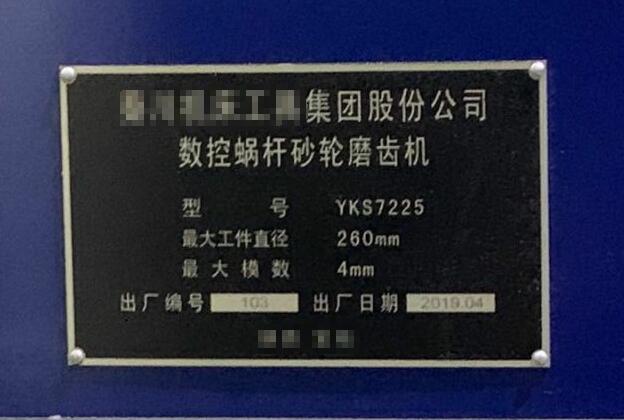 集团股份公司
数控蜗杆砂轮磨齿机
型 号 YKS7225
最大工件直径 260mm
最大模数 4mm
出厂编号 103 出厂日期 2019.04